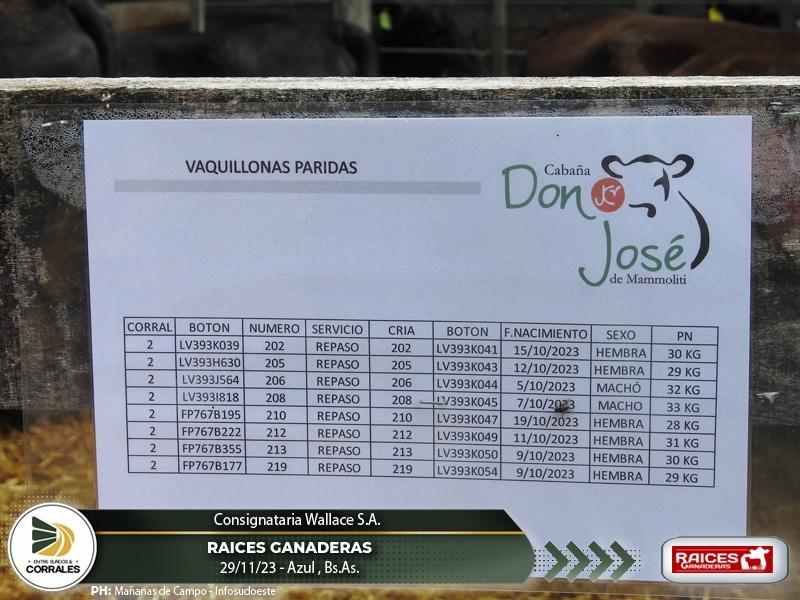 VAQUILLONAS PARIDAS
Cabaña
Don JC
José
de Mammoliti
CORRAL BOTON NUMERO SERVICIO CRIA BOTON F.NACIMIENTO SEXO PN
2 LV393K039 202 REPASO 202 LV393K041 15/10/2023 HEMBRA 30 KG
2 LV393H630 205 REPASO 205 LV393K043 12/10/2023 HEMBRA 29 KG
2 LV393J564 206 REPASO 206 LV393K044 5/10/2023 MACHÓ 32 KG
2 LV393I818 208 REPASO 208 LV393K045 7/10/2023 MACHO 33 KG
2 FP767B195 210 REPASO 210 LV393K047 19/10/2023 HEMBRA 28 KG
2 FP767B222 212 REPASO 212 LV393K049 11/10/2023 HEMBRA 31 KG
2 FP767B355 213 REPASO 213 LV393K050 9/10/2023 HEMBRA 30 KG
2 FP767B177 219 REPASO 219 LV393K054 9/10/2023 HEMBRA 29 KG
Consignataria Wallace S.A.
RAICES GANADERAS
29/11/23 - Azul , Bs.As.
ENTRE SURCOS &
CORRALES
RAICES
GANADERAS
PH: Mañanas de Campo - Infosudoeste